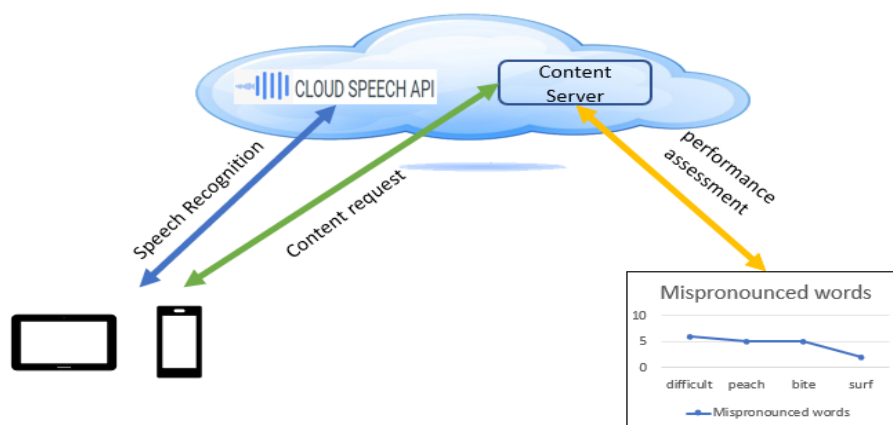 CLOUD SPEECH API
Content
Server
Speech Recognition
Content request
performance
assessment
Mispronounced words
10
5
0
difficult peach bite surf
Mispronounced words